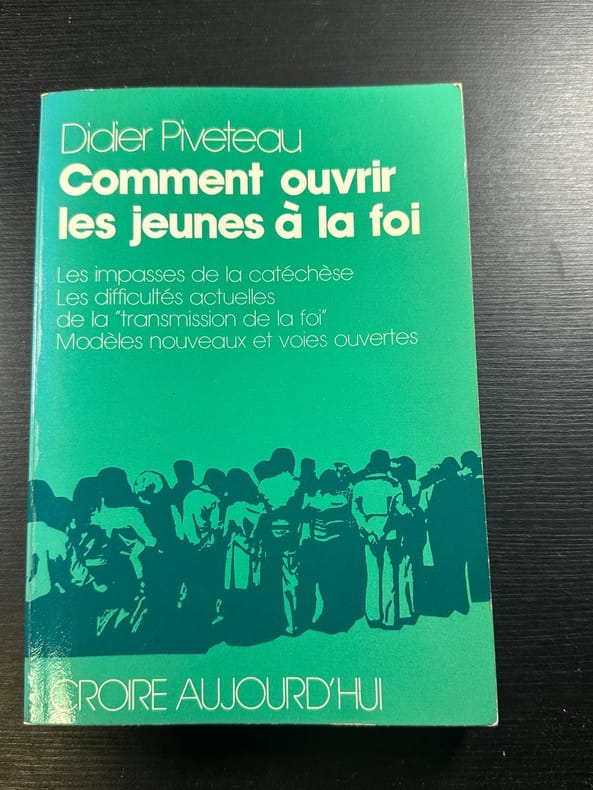 Didier Piveteau
Comment ouvrir
les jeunes à la foi
Les impasses de la catéchèse
Les difficultés actuelles
de la "transmission de la foi"
Modèles nouveaux et voies ouvertes
CROIRE AUJOURD'HUI